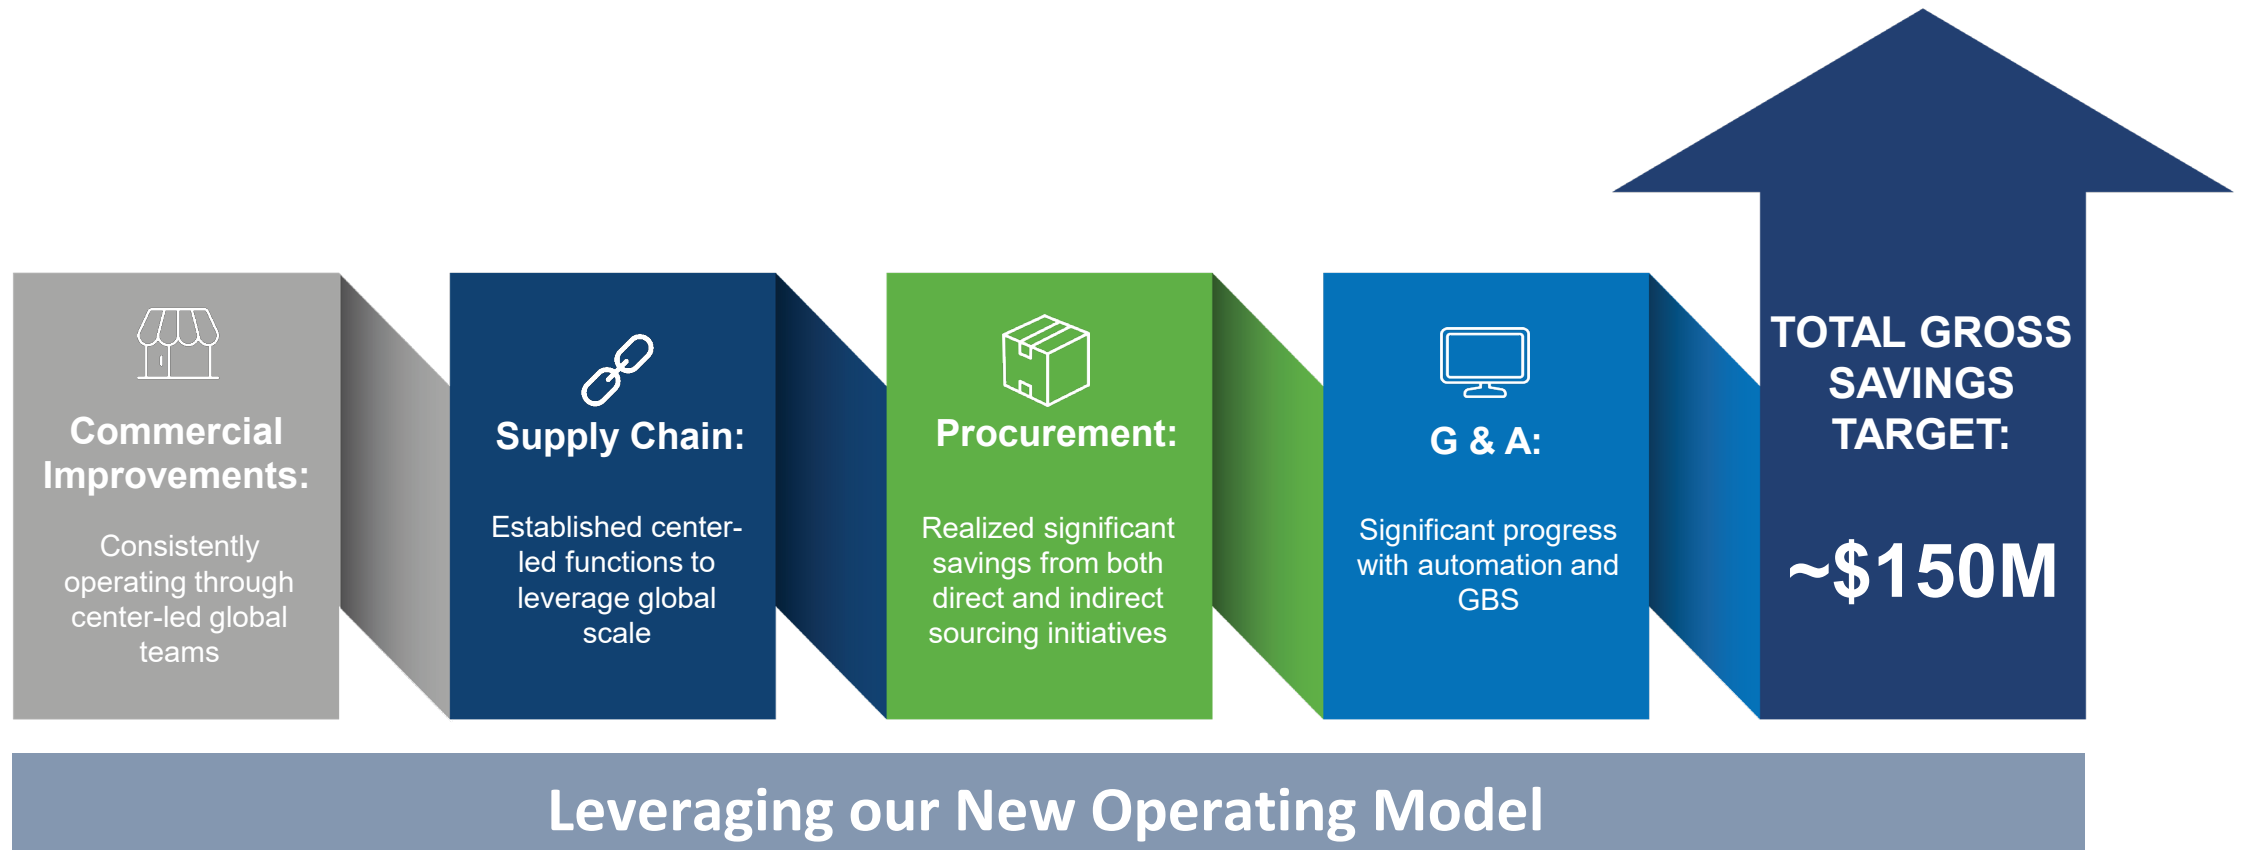 Commercial
Improvements:
Consistently
operating through
center-led global
teams
Supply Chain:
Established center-
led functions to
leverage global
scale
Procurement:
Realized significant
savings from both
direct and indirect
sourcing initiatives
G & A:
Significant progress
with automation and
GBS
TOTAL GROSS
SAVINGS
TARGET:
~$150M
Leveraging our New Operating Model